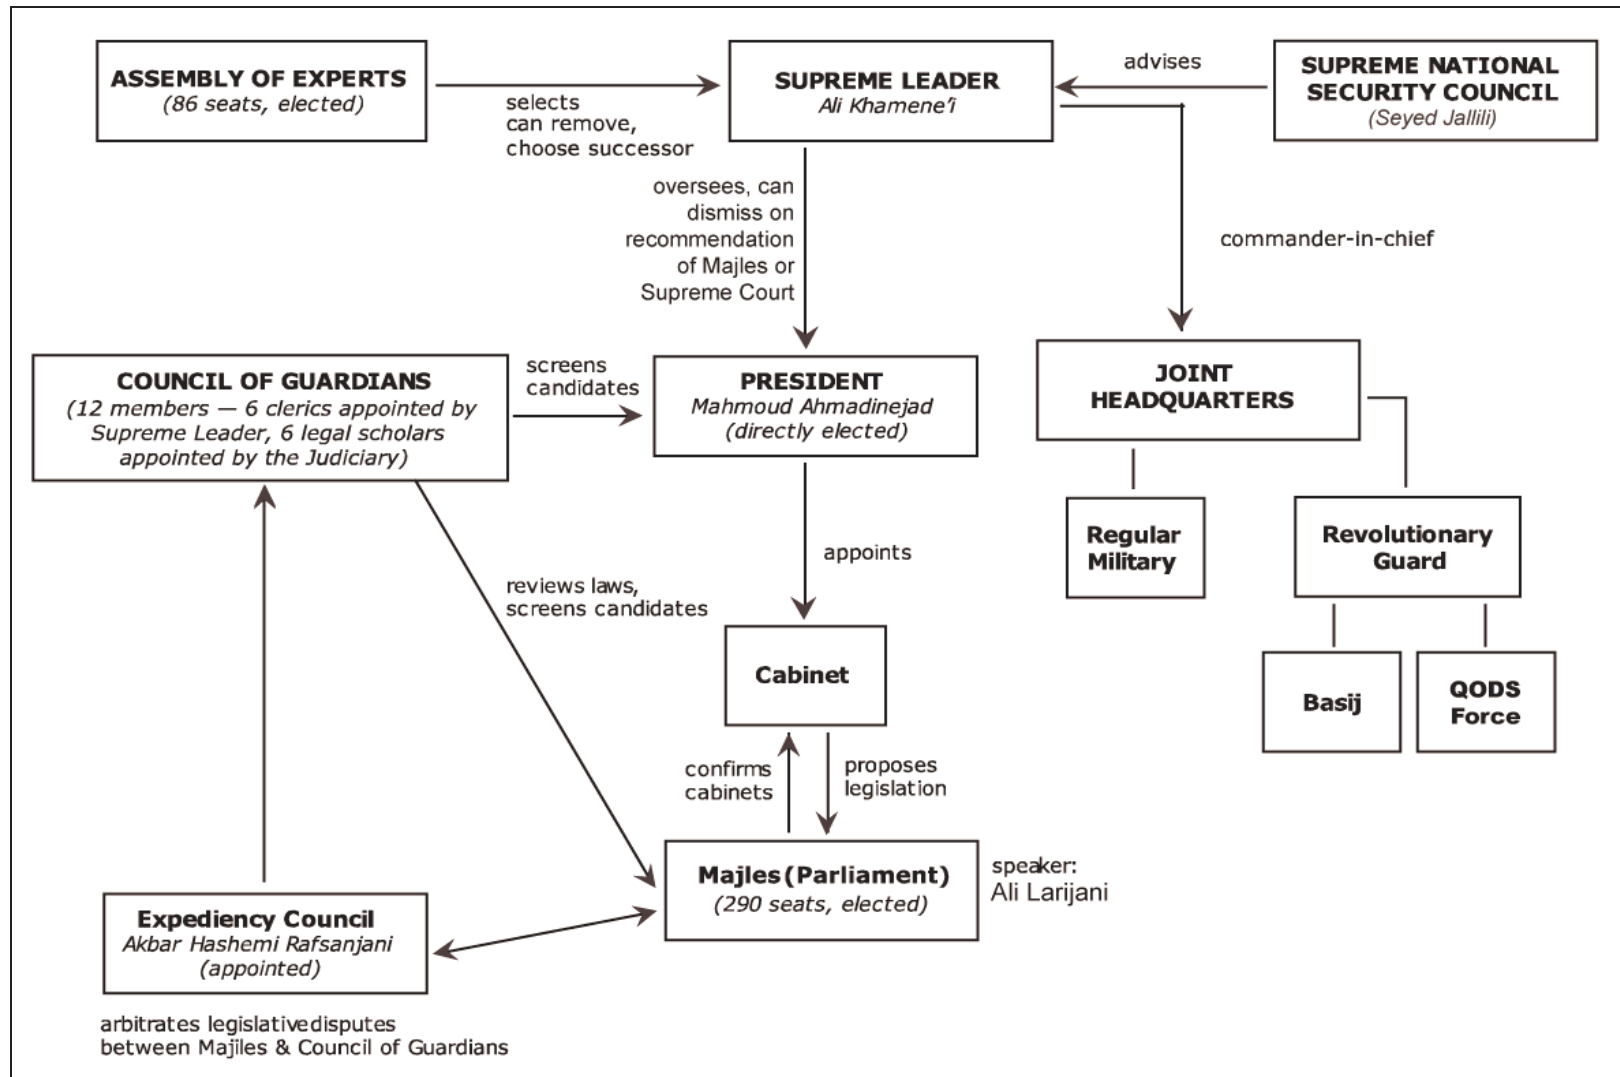 ASSEMBLY OF EXPERTS
(86 seats, elected)
selects
can remove,
choose successor
SUPREME LEADER
Ali Khamene’i
advises
SUPREME NATIONAL
SECURITY COUNCIL
(Seyed Jallili)
oversees, can
dismiss on
recommendation
of Majles or
Supreme Court
commander-in-chief
COUNCIL OF GUARDIANS
(12 members — 6 clerics appointed by
Supreme Leader, 6 legal scholars
appointed by the Judiciary)
screens
candidates
PRESIDENT
Mahmoud Ahmadinejad
(directly elected)
JOINT
HEADQUARTERS
Regular
Military
Revolutionary
Guard
appoints
reviews laws,
screens candidates
Cabinet
Basij
QODS
Force
confirms
cabinets
proposes
legislation
Majles (Parliament)
(290 seats, elected)
speaker:
Ali Larijani
Expediency Council
Akbar Hashemi Rafsanjani
(appointed)
arbitrates legislativedisputes
between Majiles & Council of Guardians